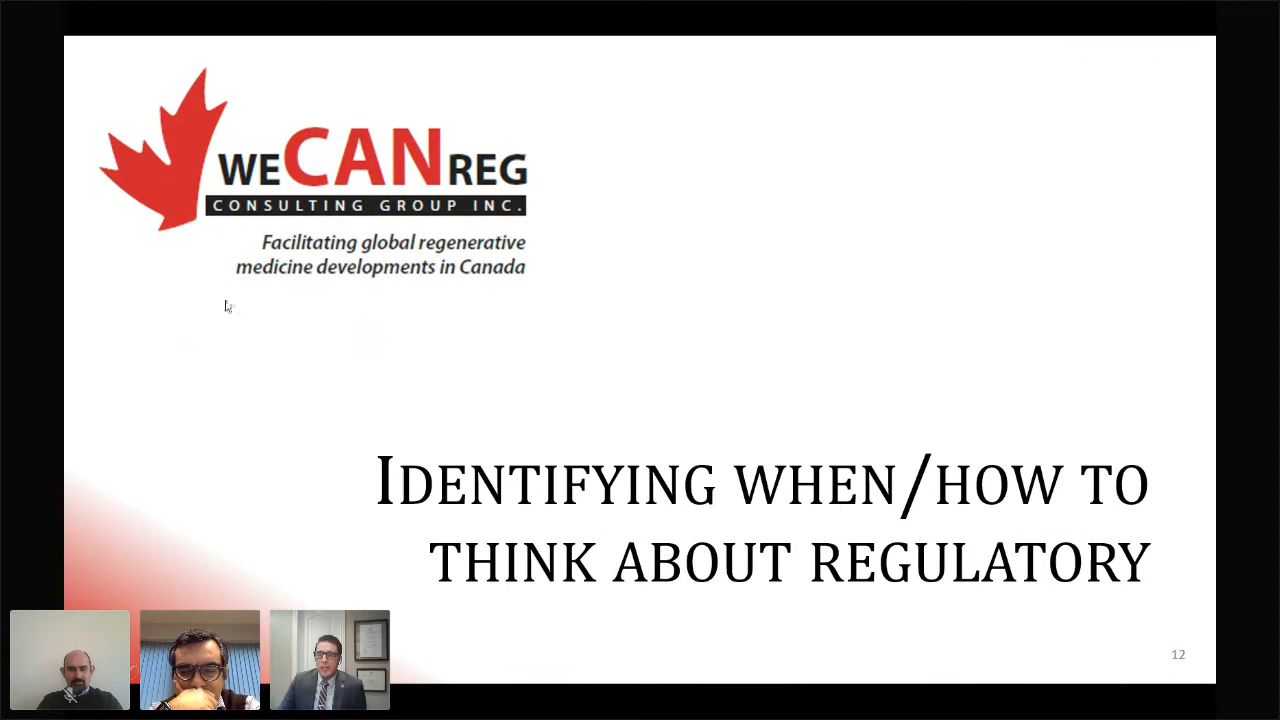 WECANREG
CONSULTING GROUP INC.
Facilitating global regenerative
medicine developments in Canada
IDENTIFYING WHEN/HOW TO
THINK ABOUT REGULATORY
12